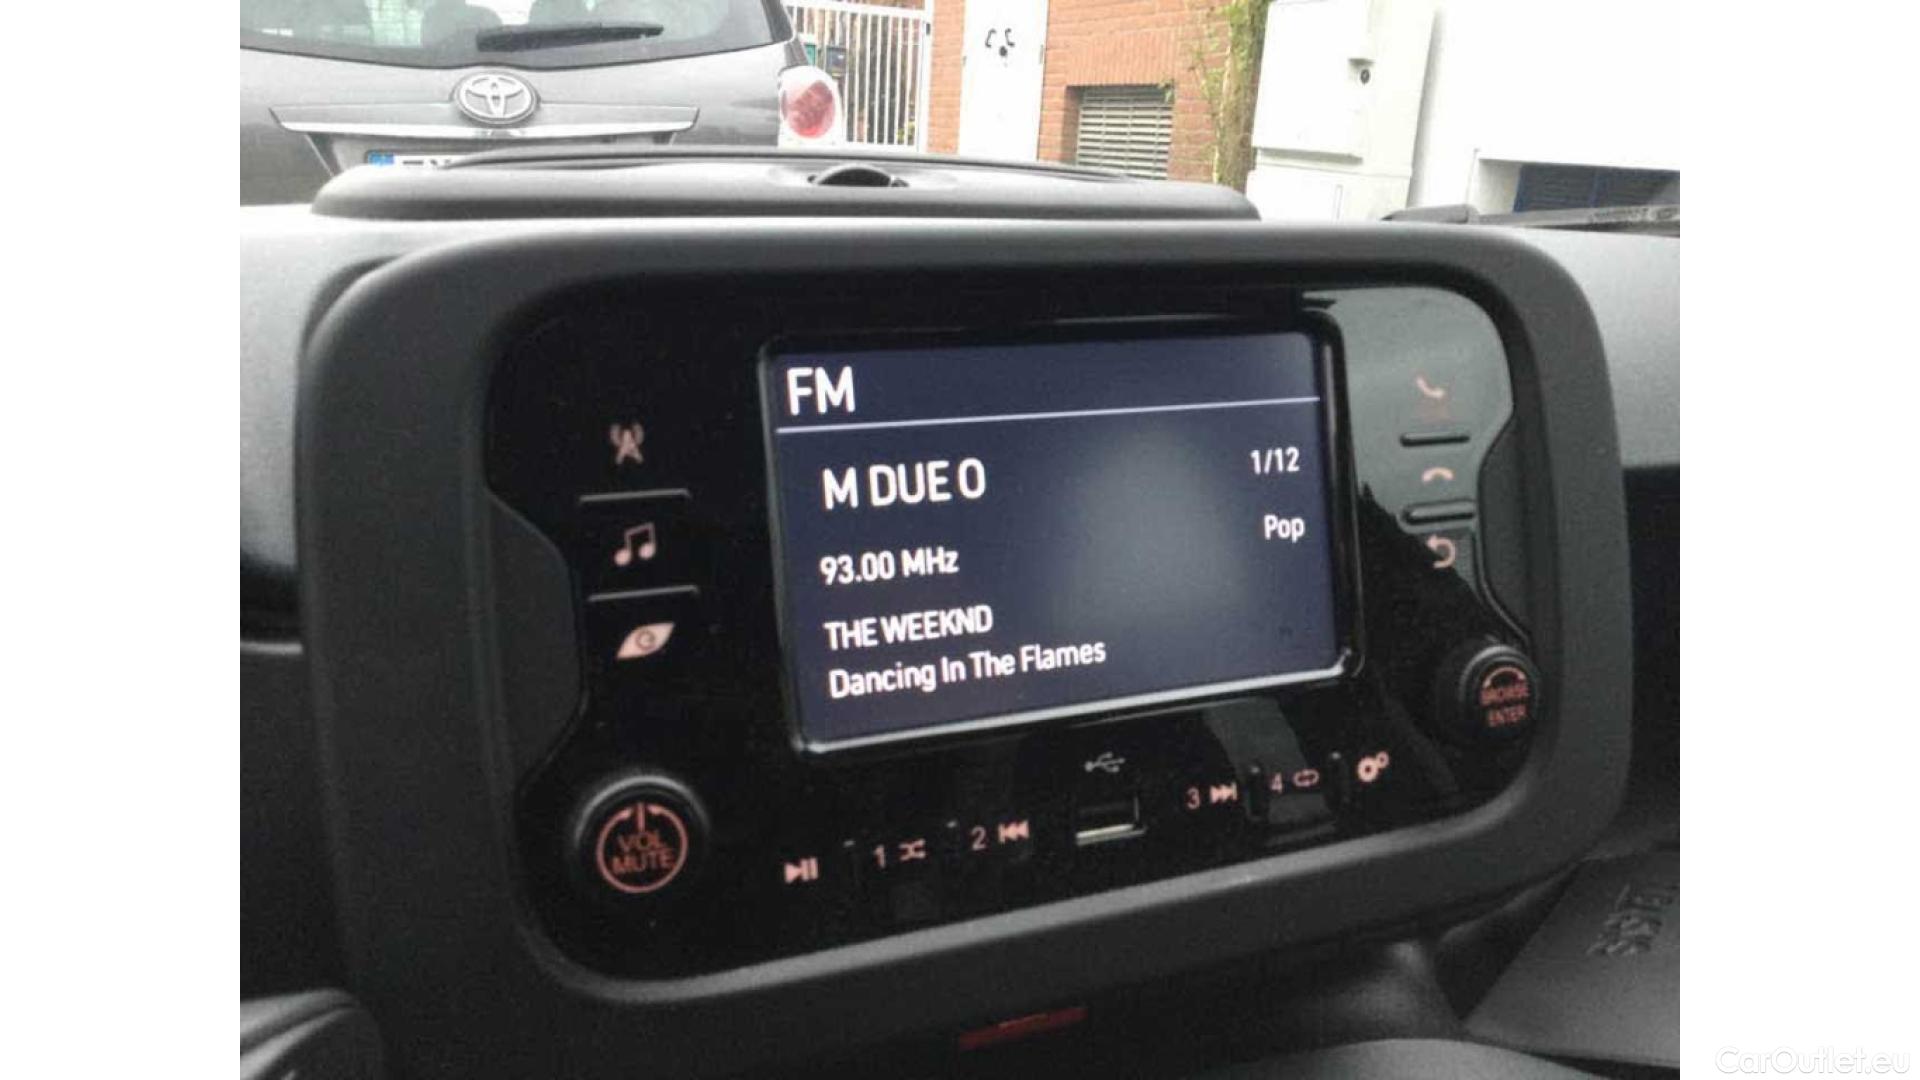 FM
M DUE O
1/12
Pop
93.00 MHz
THE WEEKND
Dancing In The Flames
BROWSE
ENTER
VOL
MUTE
1
2
3
4
CarOutlet.eu